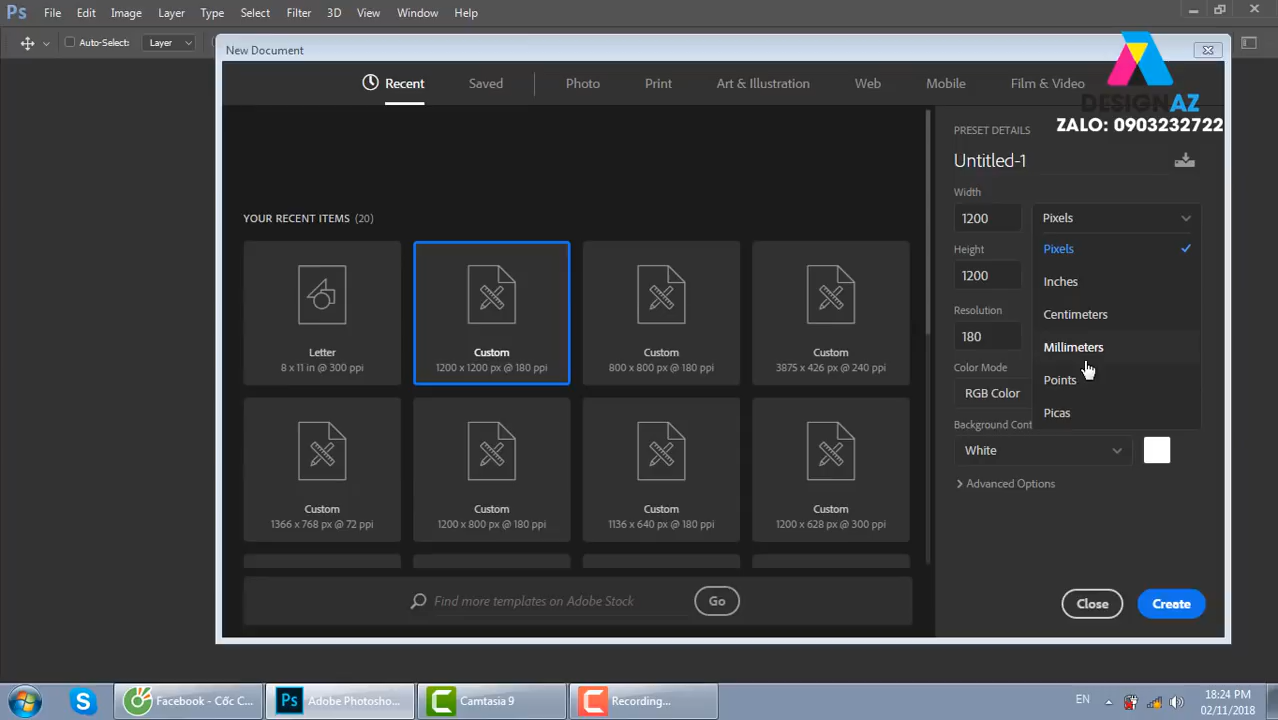 Ps File Edit Image Layer Type Select Filter 3D View Window Help
Auto-Select: Layer
New Document
Recent Saved Photo Print Art & Illustration Web Mobile Film & Video
DESIGNAZ
ZALO: 0903232722
PRESET DETAILS
Untitled-1
Width
1200 Pixels
YOUR RECENT ITEMS (20)
Pixels
Height
1200 Inches
Centimeters
Resolution
180 Millimeters
Color Mode
Points
RGB Color
Picas
Background Cont
White
Advanced Options
Letter
8 x 11 in @ 300 ppi
Custom
1200 x 1200 px @ 180 ppi
Custom
800 x 800 px @ 180 ppi
Custom
3875 x 426 px @ 240 ppi
Custom
1366 x 768 px @ 72 ppi
Custom
1200 x 800 px @ 180 ppi
Custom
1136 x 640 px @ 180 ppi
Custom
1200 x 628 px @ 300 ppi
Find more templates on Adobe Stock Go
Close Create
Facebook - Cốc C... Ps Adobe Photosho... C Camtasia 9 C Recording... EN 18:24 PM
02/11/2018